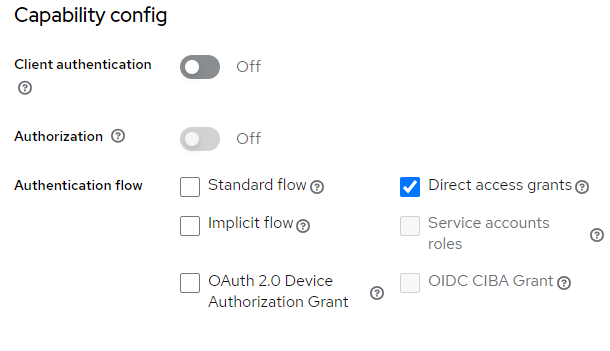 Capability config
Client authentication
Off
Authorization
Off
Authentication flow
Standard flow
Direct access grants
Implicit flow
Service accounts
roles
OAuth 2.0 Device
Authorization Grant
OIDC CIBA Grant